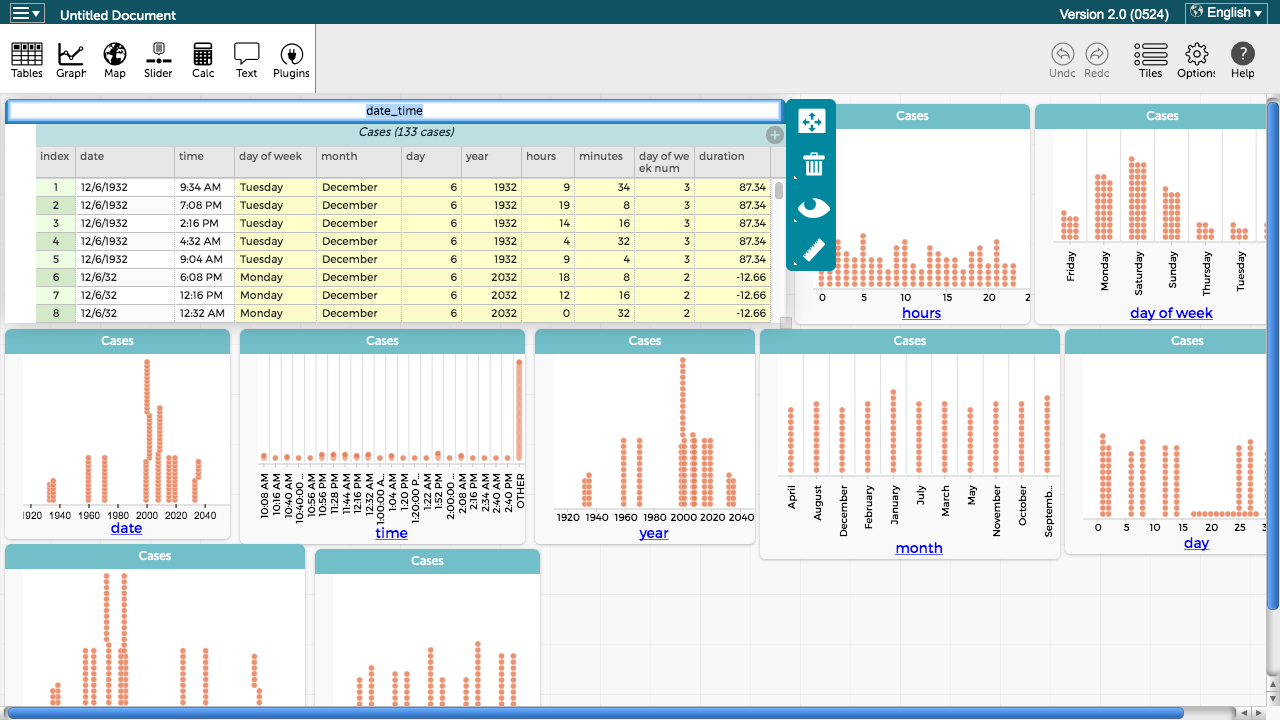 Untitled Document
Version 2.0 (0524)
English
Tables
Graph
Map
Slider
Calc
Text
Plugins
Undo
Redo
Tiles
Options
Help
date_time
Cases (133 cases)
index date time day of week month day year hours minutes day of we ek num duration
1 12/6/1932 9:34 AM Tuesday December 6 1932 9 34 3 87.34
2 12/6/1932 7:08 PM Tuesday December 6 1932 19 8 3 87.34
3 12/6/1932 2:16 PM Tuesday December 6 1932 14 16 3 87.34
4 12/6/1932 4:32 AM Tuesday December 6 1932 4 32 3 87.34
5 12/6/1932 9:04 AM Tuesday December 6 1932 9 4 3 87.34
6 12/6/32 6:08 PM Monday December 6 2032 18 8 2 -12.66
7 12/6/32 12:16 PM Monday December 6 2032 12 16 2 -12.66
8 12/6/32 12:32 AM Monday December 6 2032 0 32 2 -12.66
Cases
0 5 10 15 20 2
hours
Cases
Friday Monday Saturday Sunday Thursday Tuesday
day of week
Cases
1920 1940 1960 1980 2000 2020 2040
date
Cases
10:08 AM 10:16 AM 10:40 AM 10:40:00 ... 10:56 AM 10:56 PM 11:28 PM 11:44 AM 12:16 PM 12:32 AM 1:00:00 A... 1:04 AM 1:26 PM 1:20:00 P... 1:22 AM 1:52 PM 2:00:00 ... 2:08 AM 2:16 PM 2:34 AM 2:40 AM 2:40 PM OTHER
time
Cases
1920 1940 1960 1980 2000 2020 2040
year
Cases
April August December February January July March May November October Septemb...
month
Cases
0 5 10 15 20 25 3
day
Cases
Cases